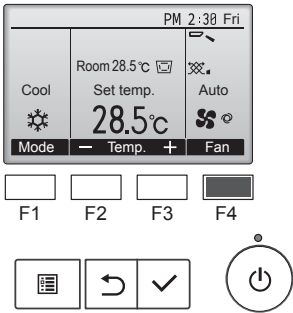 PM 2:30 Fri
Room 28.5°C
Cool Set temp. Auto
28.5°C
Mode − Temp. + Fan
F1 F2 F3 F4